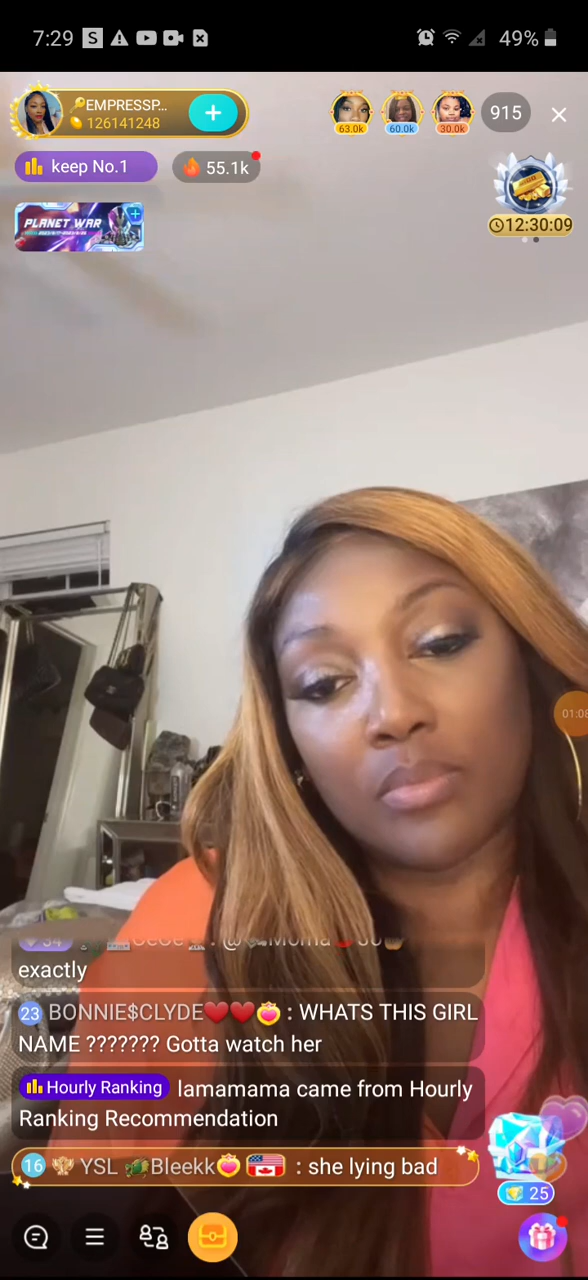 7:29
49%
🔑EMPRESSP...
126141248
63.0k
60.0k
30.0k
915
keep No.1
55.1k
PLANET WAR
12:30:09
01:08
exactly
23 BONNIE$CLYDE❤️❤️🍑 : WHATS THIS GIRL
NAME ??????? Gotta watch her
Hourly Ranking lamamama came from Hourly
Ranking Recommendation
16 🏆 YSL 🐉Bleekk🍑 🇺🇸🇨🇦 : she lying bad
25